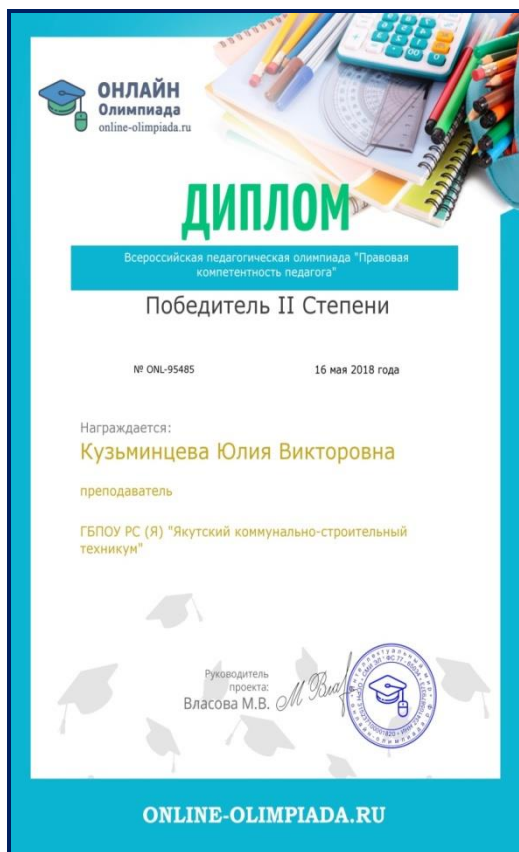 ОНЛАЙН
Олимпиада
online-olimpiada.ru
ДИПЛОМ
Всероссийская педагогическая олимпиада "Правовая
компетентность педагога"
Победитель II Степени
№ ONL-95485 16 мая 2018 года
Награждается:
Кузьминцева Юлия Викторовна
преподаватель
ГБПОУ РС (Я) "Якутский коммунально-строительный
техникум"
Руководитель
проекта:
Власова М.В.
ONLINE-OLIMPIADA.RU